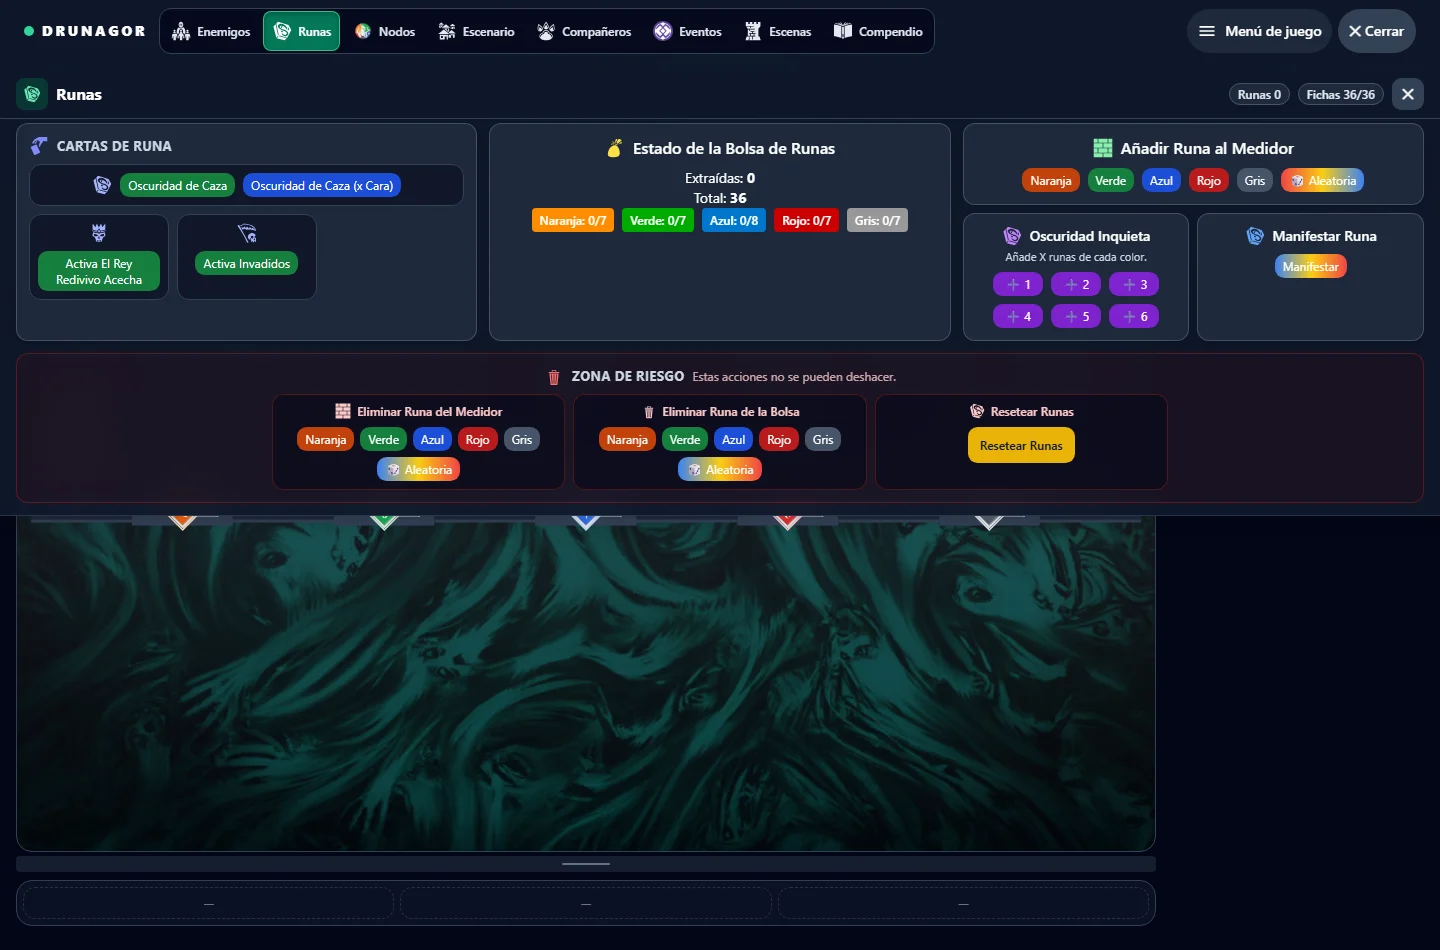 DRUNAGOR
Enemigos
Runas
Nodos
Escenario
Compañeros
Eventos
Escenas
Compendio
Menú de juego
Cerrar
Runas
Runas 0
Fichas 36/36
CARTAS DE RUNA
Oscuridad de Caza
Oscuridad de Caza (x Cara)
Activa El Rey
Redivivo Acecha
Activa Invadidos
Estado de la Bolsa de Runas
Extraídas: 0
Total: 36
Naranja: 0/7
Verde: 0/7
Azul: 0/8
Rojo: 0/7
Gris: 0/7
Añadir Runa al Medidor
Naranja
Verde
Azul
Rojo
Gris
Aleatoria
Oscuridad Inquieta
Añade X runas de cada color.
+ 1
+ 2
+ 3
+ 4
+ 5
+ 6
Manifestar Runa
Manifestar
ZONA DE RIESGO Estas acciones no se pueden deshacer.
Eliminar Runa del Medidor
Naranja
Verde
Azul
Rojo
Gris
Aleatoria
Eliminar Runa de la Bolsa
Naranja
Verde
Azul
Rojo
Gris
Aleatoria
Resetear Runas
Resetear Runas
—
—
—